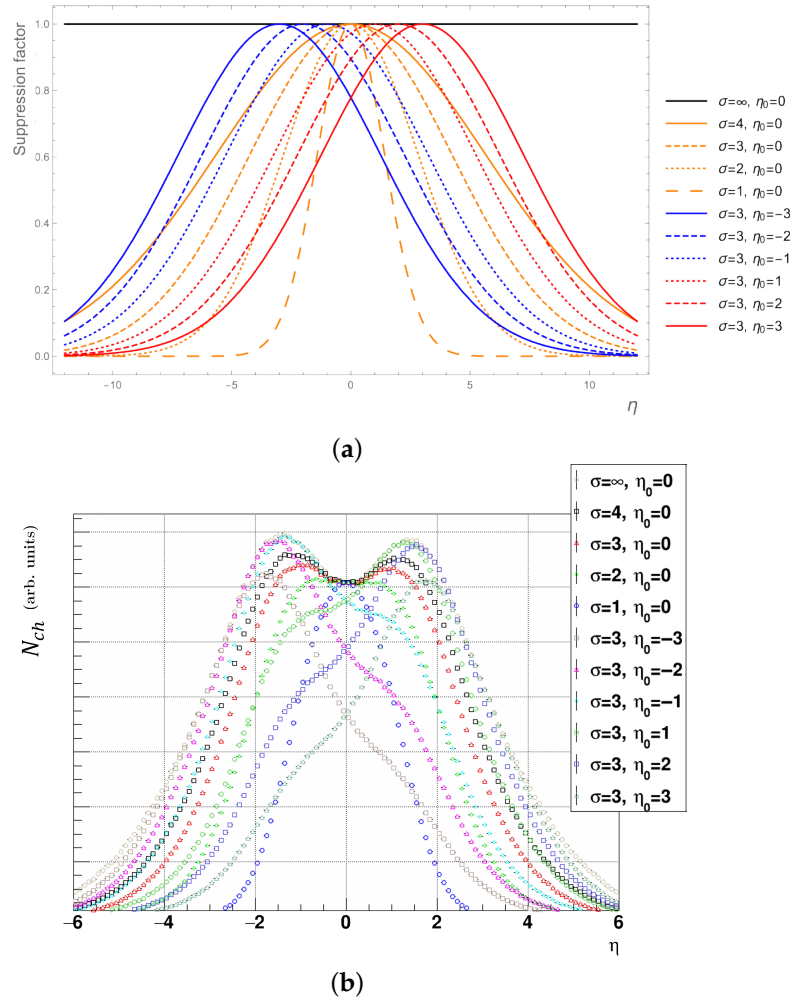 Suppression factor
1.0
0.8
0.6
0.4
0.2
0.0
−10
−5
0
5
10
η
σ=∞, η₀=0
σ=4, η₀=0
σ=3, η₀=0
σ=2, η₀=0
σ=1, η₀=0
σ=3, η₀=−3
σ=3, η₀=−2
σ=3, η₀=−1
σ=3, η₀=1
σ=3, η₀=2
σ=3, η₀=3
(a)
N_ch (arb. units)
σ=∞, η₀=0
σ=4, η₀=0
σ=3, η₀=0
σ=2, η₀=0
σ=1, η₀=0
σ=3, η₀=−3
σ=3, η₀=−2
σ=3, η₀=−1
σ=3, η₀=1
σ=3, η₀=2
σ=3, η₀=3
−6
−4
−2
0
2
4
6
η
(b)